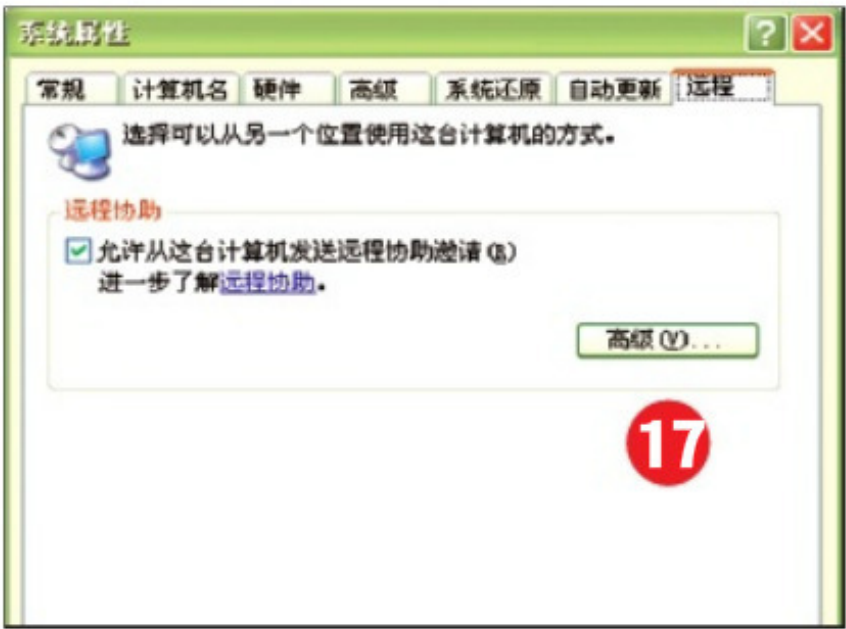 系统属性
常规 计算机名 硬件 高级 系统还原 自动更新 远程
选择可以从另一个位置使用这台计算机的方式。
远程协助
允许从这台计算机发送远程协助邀请(R)
进一步了解远程协助。
高级(V)...
17